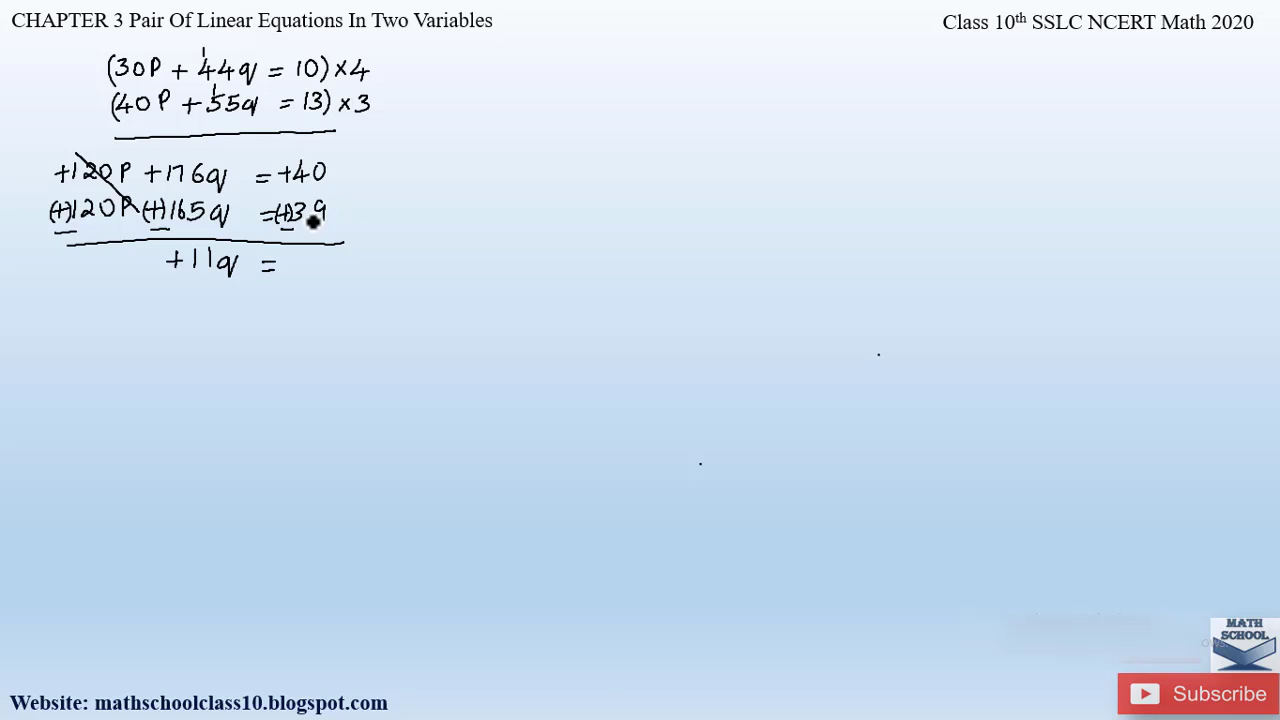 CHAPTER 3 Pair Of Linear Equations In Two Variables
Class 10th SSLC NCERT Math 2020
(30P + 44q = 10) × 4
(40P + 55q = 13) × 3
+120P + 176q = +40
(+)120P (+)165q = (+)39
+11q =
MATH SCHOOL
Subscribe
Website: mathschoolclass10.blogspot.com